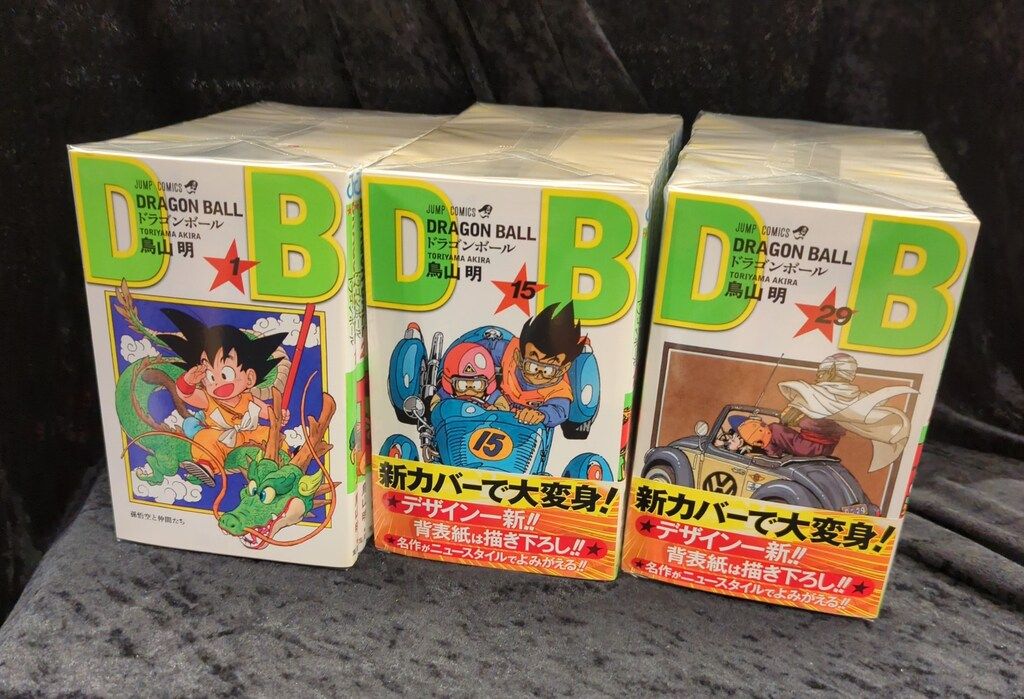 DB
JUMP COMICS
DRAGON BALL
ドラゴンボール
TORIYAMA AKIRA
鳥山明
1
孫悟空と仲間たち
DB
JUMP COMICS
DRAGON BALL
ドラゴンボール
TORIYAMA AKIRA
鳥山明
15
15
新カバーで大変身!
★デザイン一新!!
背表紙は描き下ろし!!★
★名作がニュースタイルでよみがえる!!
DB
JUMP COMICS
DRAGON BALL
ドラゴンボール
TORIYAMA AKIRA
鳥山明
29
新カバーで大変身!
★デザイン一新!!
背表紙は描き下ろし!!★
★名作がニュースタイルでよみがえる!!